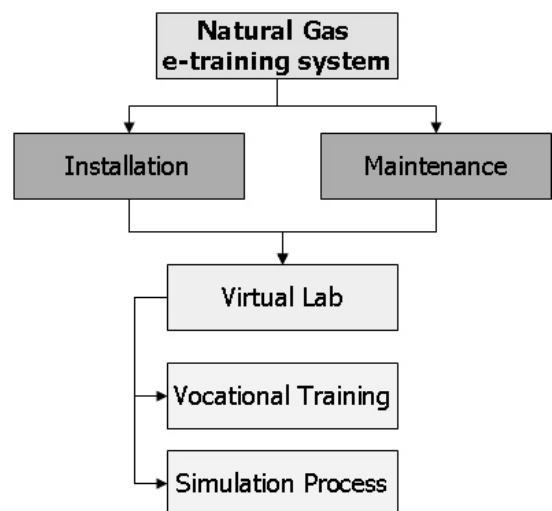 Natural Gas
e-training system
Installation
Maintenance
Virtual Lab
Vocational Training
Simulation Process